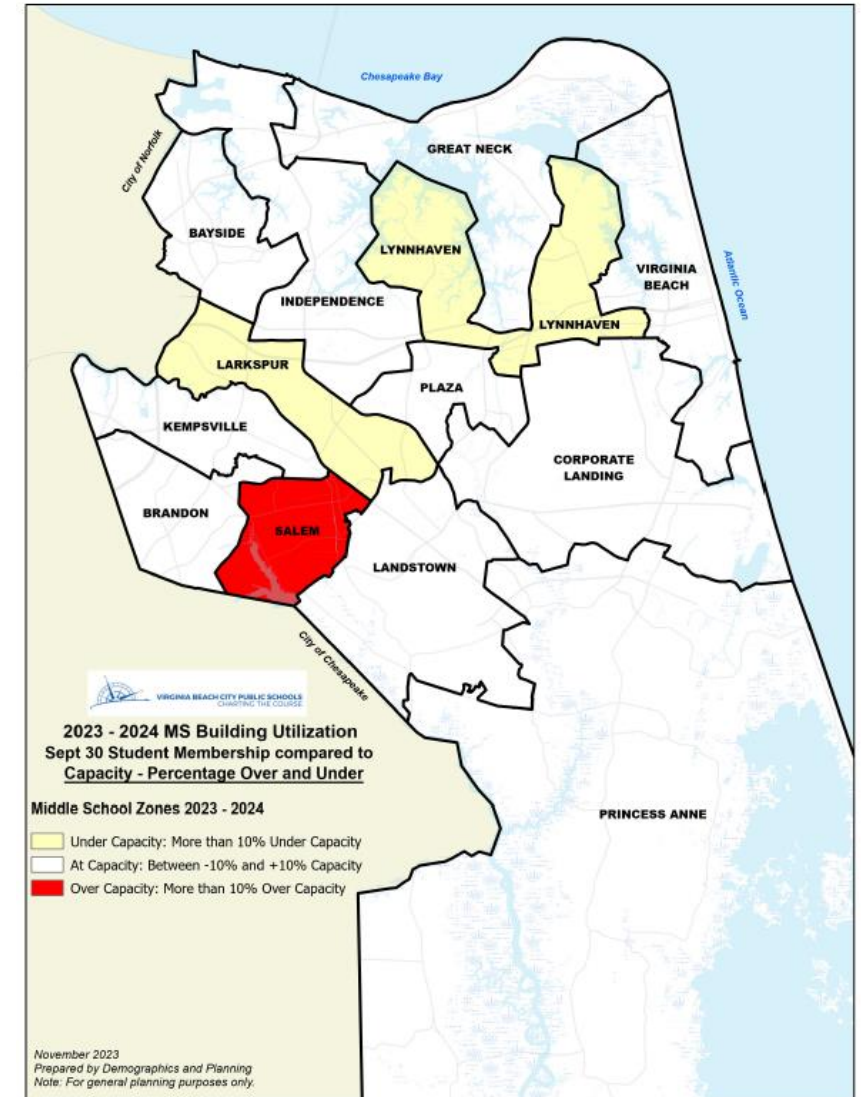 Chesapeake Bay
GREAT NECK
City of Norfolk
BAYSIDE
LYNNHAVEN
VIRGINIA
BEACH
Atlantic Ocean
INDEPENDENCE
LYNNHAVEN
LARKSPUR
PLAZA
KEMPSVILLE
CORPORATE
LANDING
BRANDON
SALEM
LANDSTOWN
City of Chesapeake
VIRGINIA BEACH CITY PUBLIC SCHOOLS
CHARTING THE COURSE
2023 - 2024 MS Building Utilization
Sept 30 Student Membership compared to
Capacity - Percentage Over and Under
Middle School Zones 2023 - 2024
PRINCESS ANNE
Under Capacity: More than 10% Under Capacity
At Capacity: Between -10% and +10% Capacity
Over Capacity: More than 10% Over Capacity
November 2023
Prepared by Demographics and Planning
Note: For general planning purposes only.